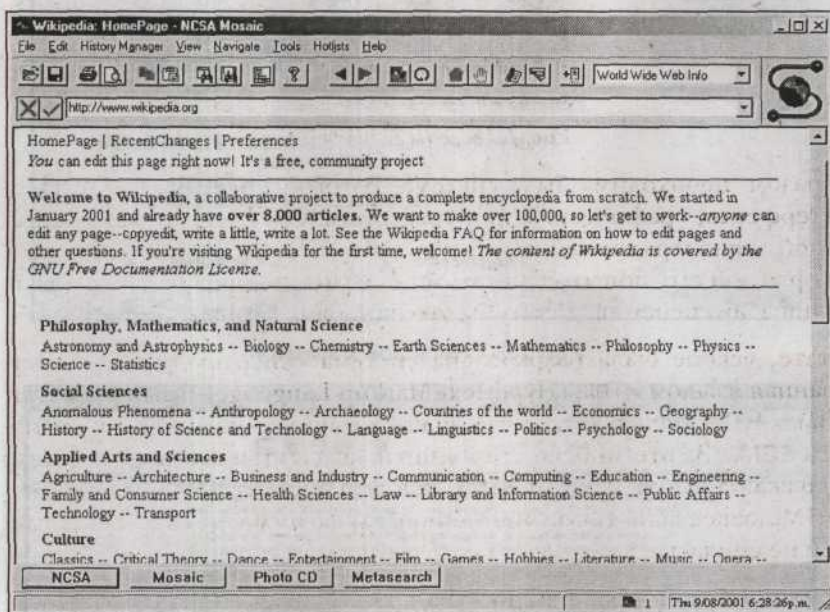 Wikipedia: HomePage - NCSA Mosaic
File Edit History Manager View Navigate Tools Hotlists Help
World Wide Web Info
http://www.wikipedia.org
HomePage | RecentChanges | Preferences
You can edit this page right now! It's a free, community project
Welcome to Wikipedia, a collaborative project to produce a complete encyclopedia from scratch. We started in
January 2001 and already have over 8,000 articles. We want to make over 100,000, so let's get to work--anyone can
edit any page--copyedit, write a little, write a lot. See the Wikipedia FAQ for information on how to edit pages and
other questions. If you're visiting Wikipedia for the first time, welcome! The content of Wikipedia is covered by the
GNU Free Documentation License.
Philosophy, Mathematics, and Natural Science
Astronomy and Astrophysics -- Biology -- Chemistry -- Earth Sciences -- Mathematics -- Philosophy -- Physics --
Science -- Statistics
Social Sciences
Anomalous Phenomena -- Anthropology -- Archaeology -- Countries of the world -- Economics -- Geography --
History -- History of Science and Technology -- Language -- Linguistics -- Politics -- Psychology -- Sociology
Applied Arts and Sciences
Agriculture -- Architecture -- Business and Industry -- Communication -- Computing -- Education -- Engineering --
Family and Consumer Science -- Health Sciences -- Law -- Library and Information Science -- Public Affairs --
Technology -- Transport
Culture
Classics -- Critical Theory -- Dance -- Entertainment -- Film -- Games -- Hobbies -- Literature -- Music -- Opera --
NCSA Mosaic Photo CD Metasearch
1 Thu 9/08/2001 6:28:26p.m.